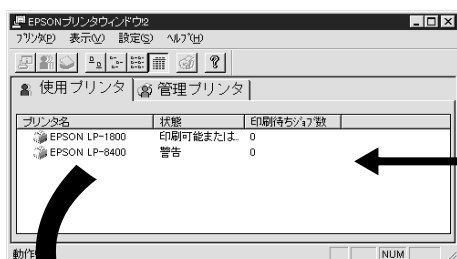 EPSONプリンタウィンドウ!2
プリンタ(P) 表示(V) 設定(S) ヘルプ(H)
使用プリンタ 管理プリンタ
プリンタ名 状態 印刷待ちジョブ数
EPSON LP-1800 印刷可能または... 0
EPSON LP-8400 警告 0
NUM